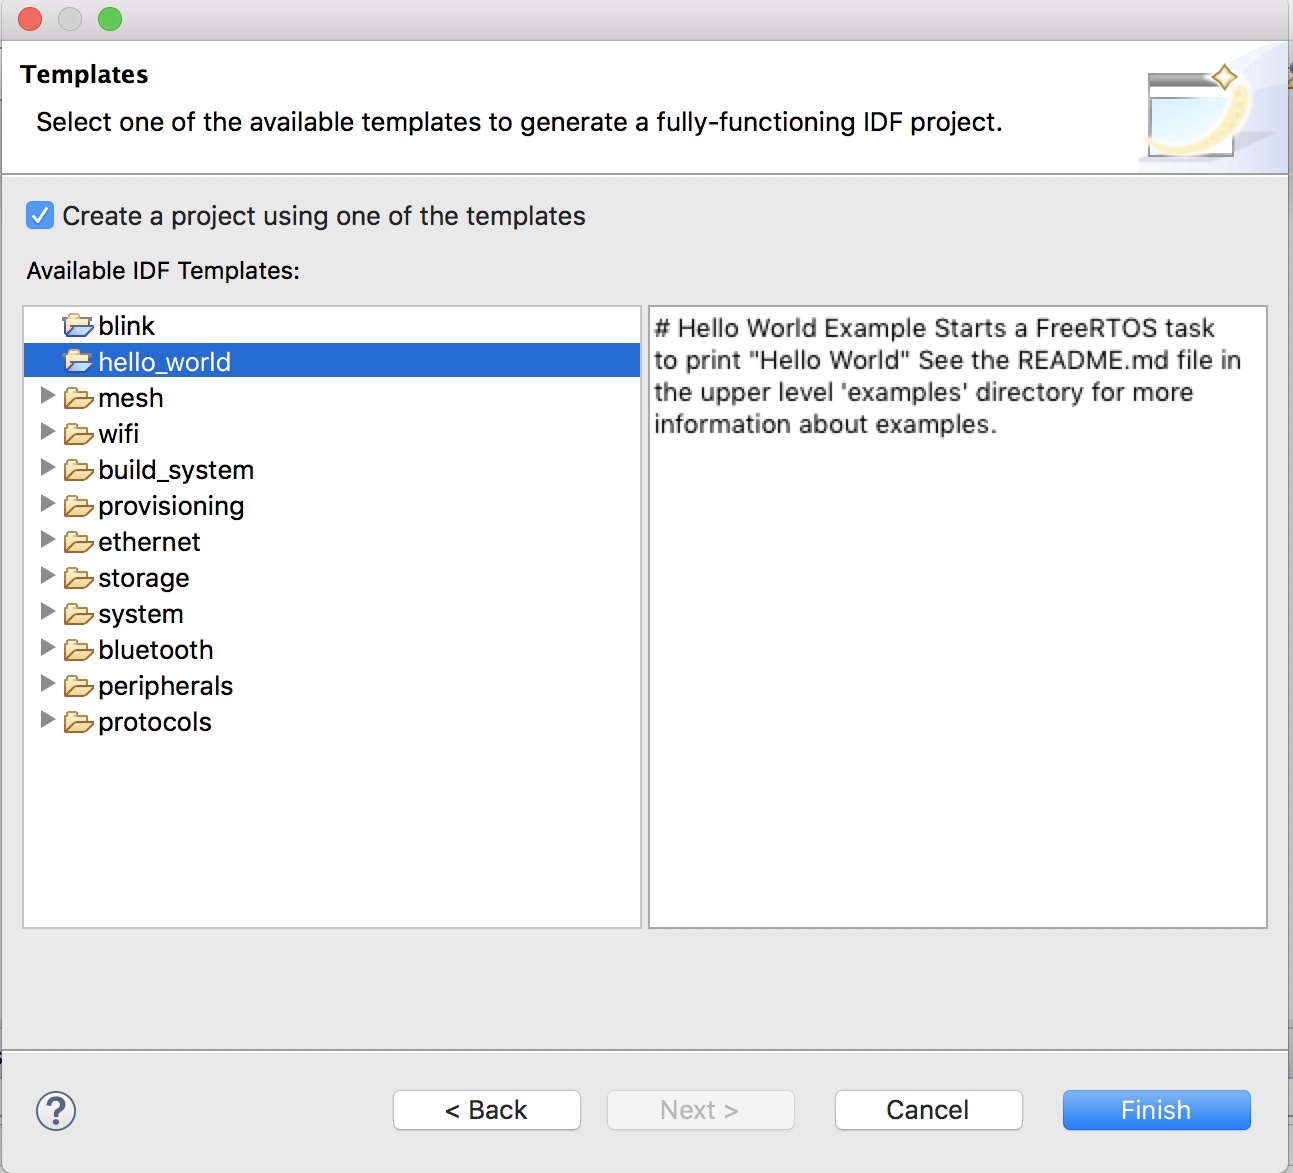 Templates
Select one of the available templates to generate a fully-functioning IDF project.
Create a project using one of the templates
Available IDF Templates:
blink
hello_world
mesh
wifi
build_system
provisioning
ethernet
storage
system
bluetooth
peripherals
protocols
# Hello World Example Starts a FreeRTOS task
to print "Hello World" See the README.md file in
the upper level 'examples' directory for more
information about examples.
?
< Back
Next >
Cancel
Finish